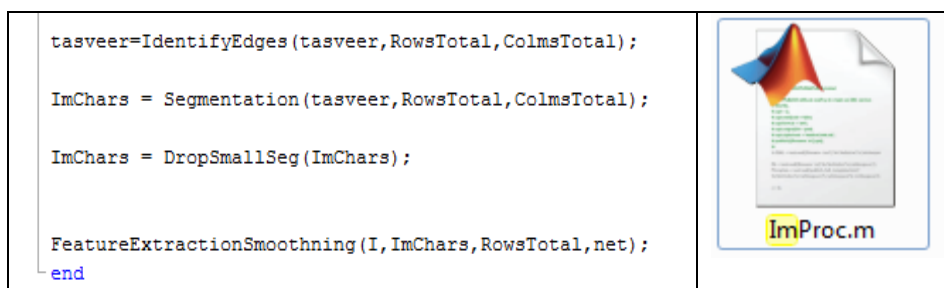 tasveer=IdentifyEdges(tasveer,RowsTotal,ColmsTotal);
ImChars = Segmentation(tasveer,RowsTotal,ColmsTotal);
ImChars = DropSmallSeg(ImChars);
FeatureExtractionSmoothning(I,ImChars,RowsTotal,net);
end
ImProc.m